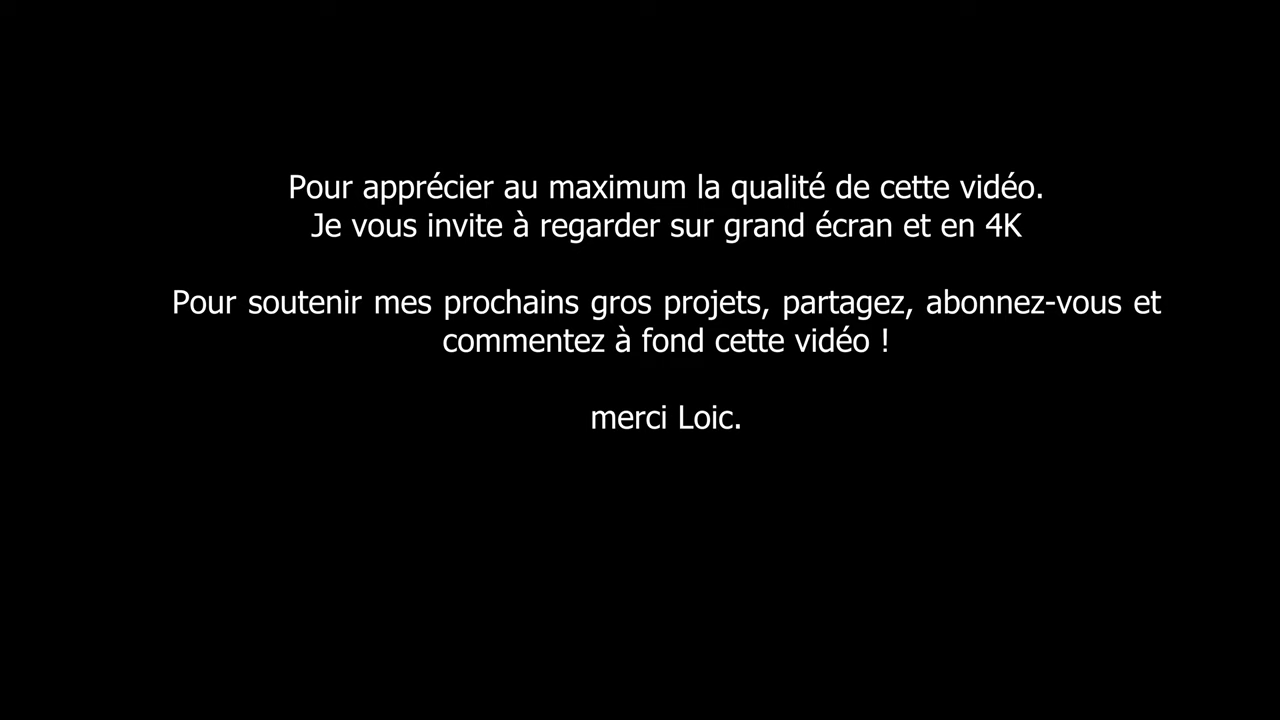 Pour apprécier au maximum la qualité de cette vidéo.
Je vous invite à regarder sur grand écran et en 4K
Pour soutenir mes prochains gros projets, partagez, abonnez-vous et
commentez à fond cette vidéo !
merci Loic.